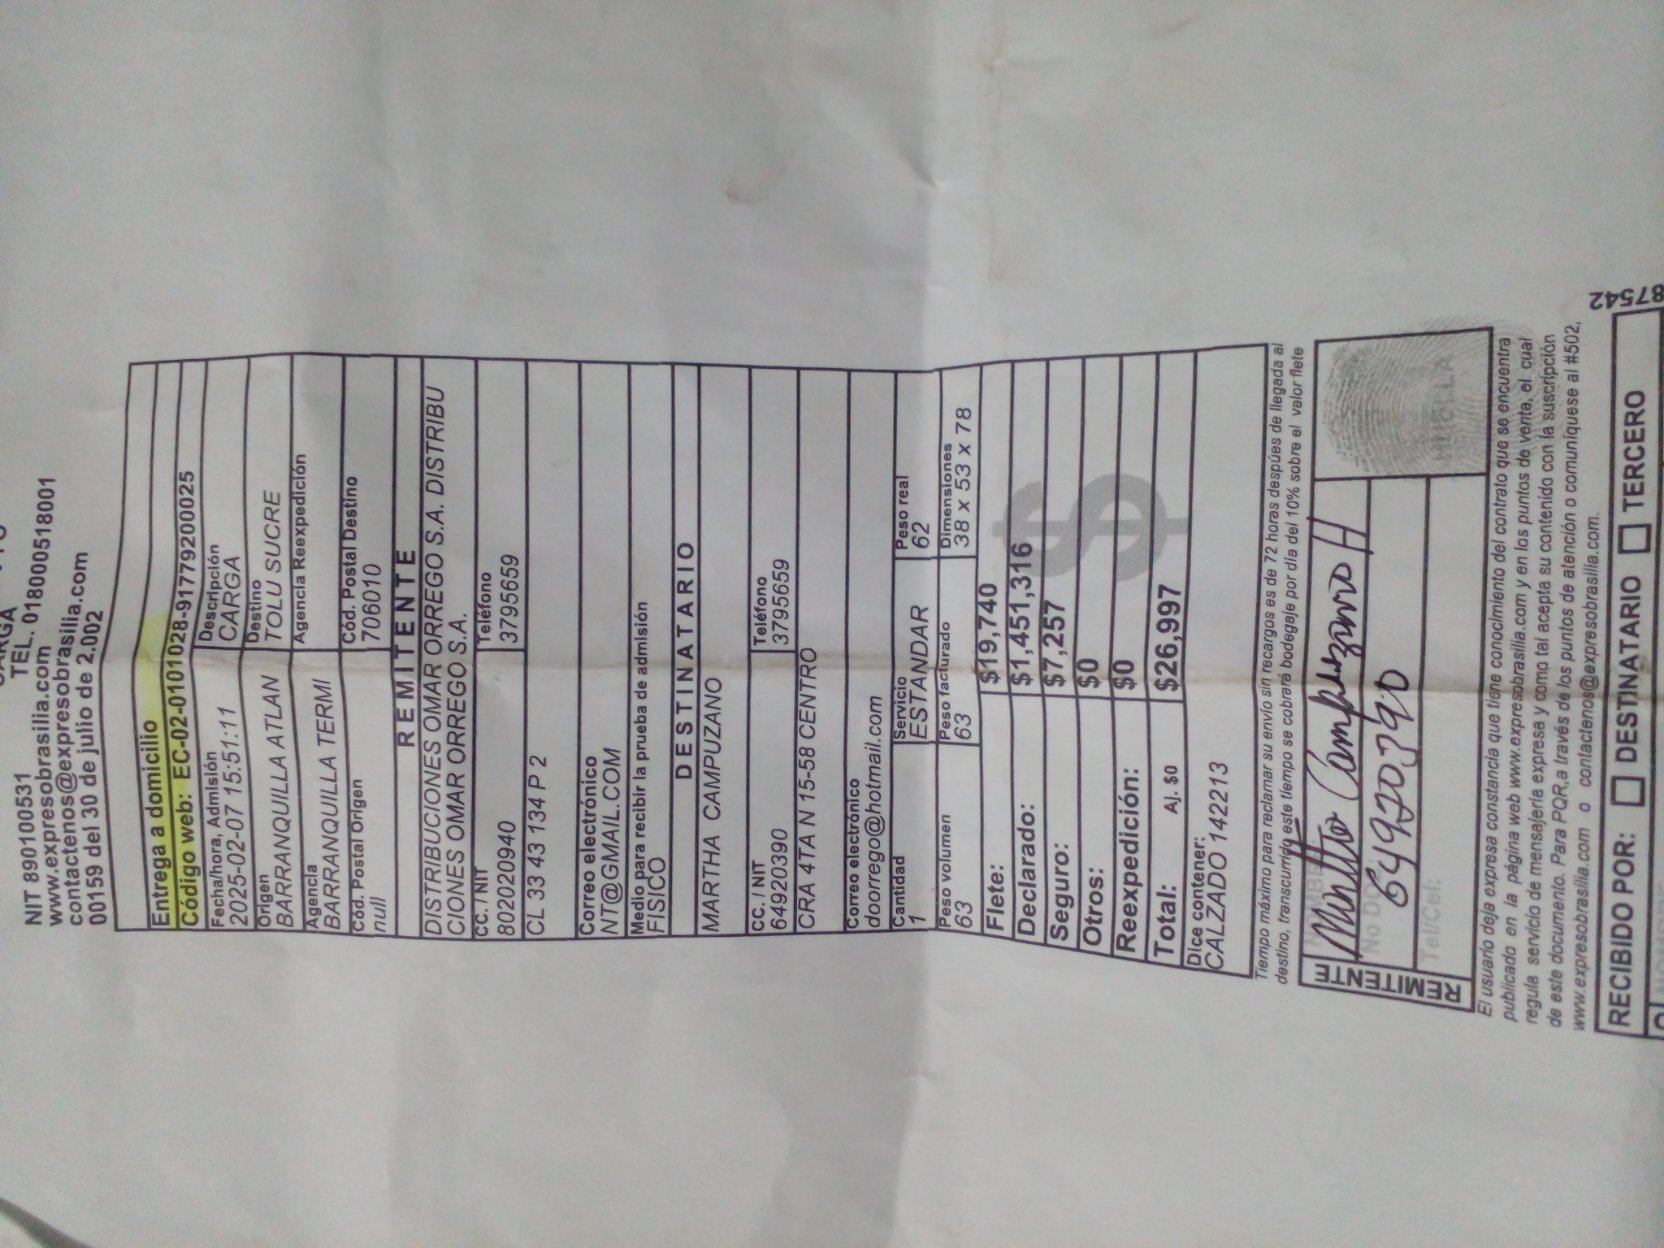 NIT 8901100531
TEL. 018000518001
www.expresobrasilia.com
contactenos@expresobrasilia.com
00159 del 30 de julio de 2.002
Entrega a domicilio
Código web: EC-02-0101028-9177920025
Fecha/hora, Admisión Descripción
2025-02-07 15:51:11 CARGA
Origen Destino
BARRANQUILLA ATLAN TOLU SUCRE
Agencia Agencia Reexpedición
BARRANQUILLA TERMI
Cód. Postal Origen Cód. Postal Destino
null 706010
REMITENTE
DISTRIBUCIONES OMAR ORREGO S.A. DISTRIBU
CIONES OMAR ORREGO S.A.
CC. / NIT Teléfono
802020940 3795659
CL 33 43 134 P 2
Correo electrónico
NT@GMAIL.COM
Medio para recibir la prueba de admisión
FISICO
DESTINATARIO
MARTHA CAMPUZANO
CC. / NIT Teléfono
64920390 3795659
CRA 4TA N 15-58 CENTRO
Correo electrónico
doorrego@hotmail.com
Cantidad Servicio Peso real
1 ESTANDAR 62
Peso volumen Peso facturado Dimensiones
63 63 38 x 53 x 78
Flete: $19,740
Declarado: $1,451,316
Seguro: $7,257
Otros: $0
Reexpedición: $0
Total: Aj. $0 $26,997
Dice contener:
CALZADO 142213
Tiempo máximo para reclamar su envío sin recargos es de 72 horas despúes de llegada al
destino, transcurrido este tiempo se cobrará bodegaje por día del 10% sobre el valor flete
REMITENTE
Campuzano H
64920390
Tel/Cel:
El usuario deja expresa constancia que tiene conocimiento del contrato que se encuentra
publicado en la página web www.expresobrasilia.com y en los puntos de venta, el cual
regula servicio de mensajería expresa y como tal acepta su contenido con la suscripción
de este documento. Para PQR,a través de los puntos de atención o comuníquese al #502,
www.expresobrasilia.com o contactenos@expresobrasilia.com.
87542
RECIBIDO POR: DESTINATARIO TERCERO